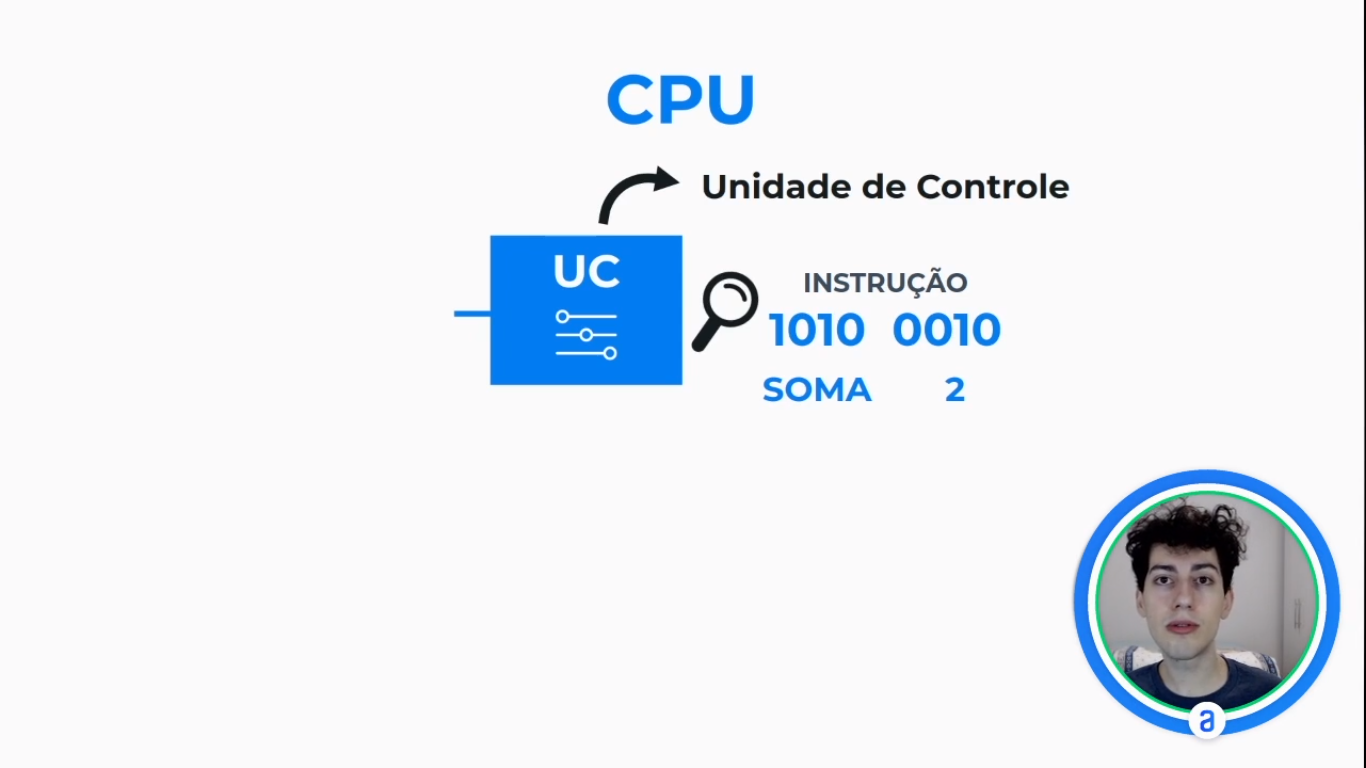 CPU
Unidade de Controle
UC
INSTRUÇÃO
1010 0010
SOMA 2
a